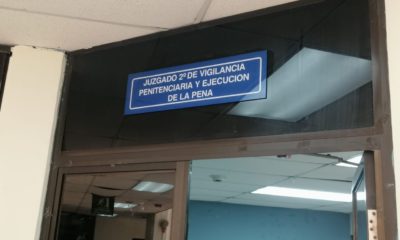 JUZGADO 2º DE VIGILANCIA
PENITENCIARIA Y EJECUCION
DE LA PENA